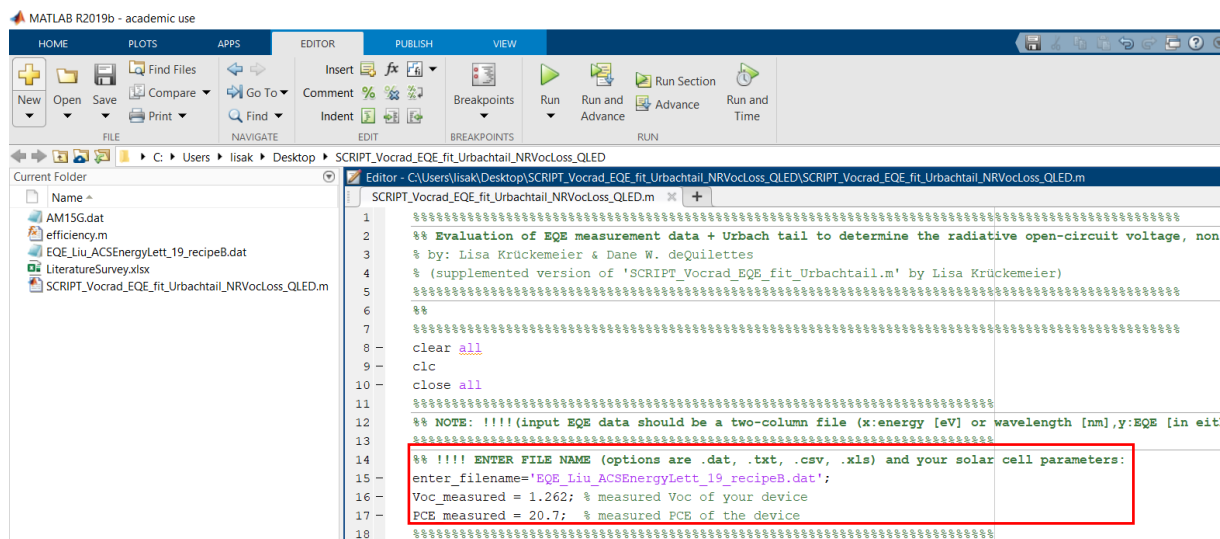 MATLAB R2019b - academic use
HOME PLOTS APPS EDITOR PUBLISH VIEW
New Open Save Find Files Compare Print
Go To Find
Insert fx Comment Indent
Breakpoints
Run Run and Advance Run Section Advance Run and Time
FILE NAVIGATE EDIT BREAKPOINTS RUN
C: Users lisak Desktop SCRIPT_Vocrad_EQE_fit_Urbachtail_NRVocLoss_QLED
Current Folder
Name
AM15G.dat
efficiency.m
EQE_Liu_ACSEnergyLett_19_recipeB.dat
LiteratureSurvey.xlsx
SCRIPT_Vocrad_EQE_fit_Urbachtail_NRVocLoss_QLED.m
Editor - C:\Users\lisak\Desktop\SCRIPT_Vocrad_EQE_fit_Urbachtail_NRVocLoss_QLED\SCRIPT_Vocrad_EQE_fit_Urbachtail_NRVocLoss_QLED.m
SCRIPT_Vocrad_EQE_fit_Urbachtail_NRVocLoss_QLED.m
1 %%%%%%%%%%%%%%%%%%%%%%%%%%%%%%%%%%%%%%%%%%%%%%%%%%%%%%%%%%%%%%%%%%%%%%%%%%%%%%%%%%%%%%%%%%%%%%%%%%
2 %% Evaluation of EQE measurement data + Urbach tail to determine the radiative open-circuit voltage, non
3 % by: Lisa Krückemeier & Dane W. deQuilettes
4 % (supplemented version of 'SCRIPT_Vocrad_EQE_fit_Urbachtail.m' by Lisa Krückemeier)
5 %%%%%%%%%%%%%%%%%%%%%%%%%%%%%%%%%%%%%%%%%%%%%%%%%%%%%%%%%%%%%%%%%%%%%%%%%%%%%%%%%%%%%%%%%%%%%%%%%%
6 %%
7 %%%%%%%%%%%%%%%%%%%%%%%%%%%%%%%%%%%%%%%%%%%%%%%%%%%%%%%%%%%%%%%%%%%%%%%%%%%%%%%%%%%%%%%%%%%%%%%%%%
8 clear all
9 clc
10 close all
11 %%%%%%%%%%%%%%%%%%%%%%%%%%%%%%%%%%%%%%%%%%%%%%%%%%%%%%%%%%%%%%%%%%%%%%%%%%%
12 %% NOTE: !!!!(input EQE data should be a two-column file (x:energy [eV] or wavelength [nm],y:EQE [in eit
13 %%%%%%%%%%%%%%%%%%%%%%%%%%%%%%%%%%%%%%%%%%%%%%%%%%%%%%%%%%%%%%%%%%%%%%%%%%%
14 %% !!!! ENTER FILE NAME (options are .dat, .txt, .csv, .xls) and your solar cell parameters:
15 enter_filename='EQE_Liu_ACSEnergyLett_19_recipeB.dat';
16 Voc_measured = 1.262; % measured Voc of your device
17 PCE_measured = 20.7; % measured PCE of the device
18 %%%%%%%%%%%%%%%%%%%%%%%%%%%%%%%%%%%%%%%%%%%%%%%%%%%%%%%%%%%%%%%%%%%%%%%%%%%